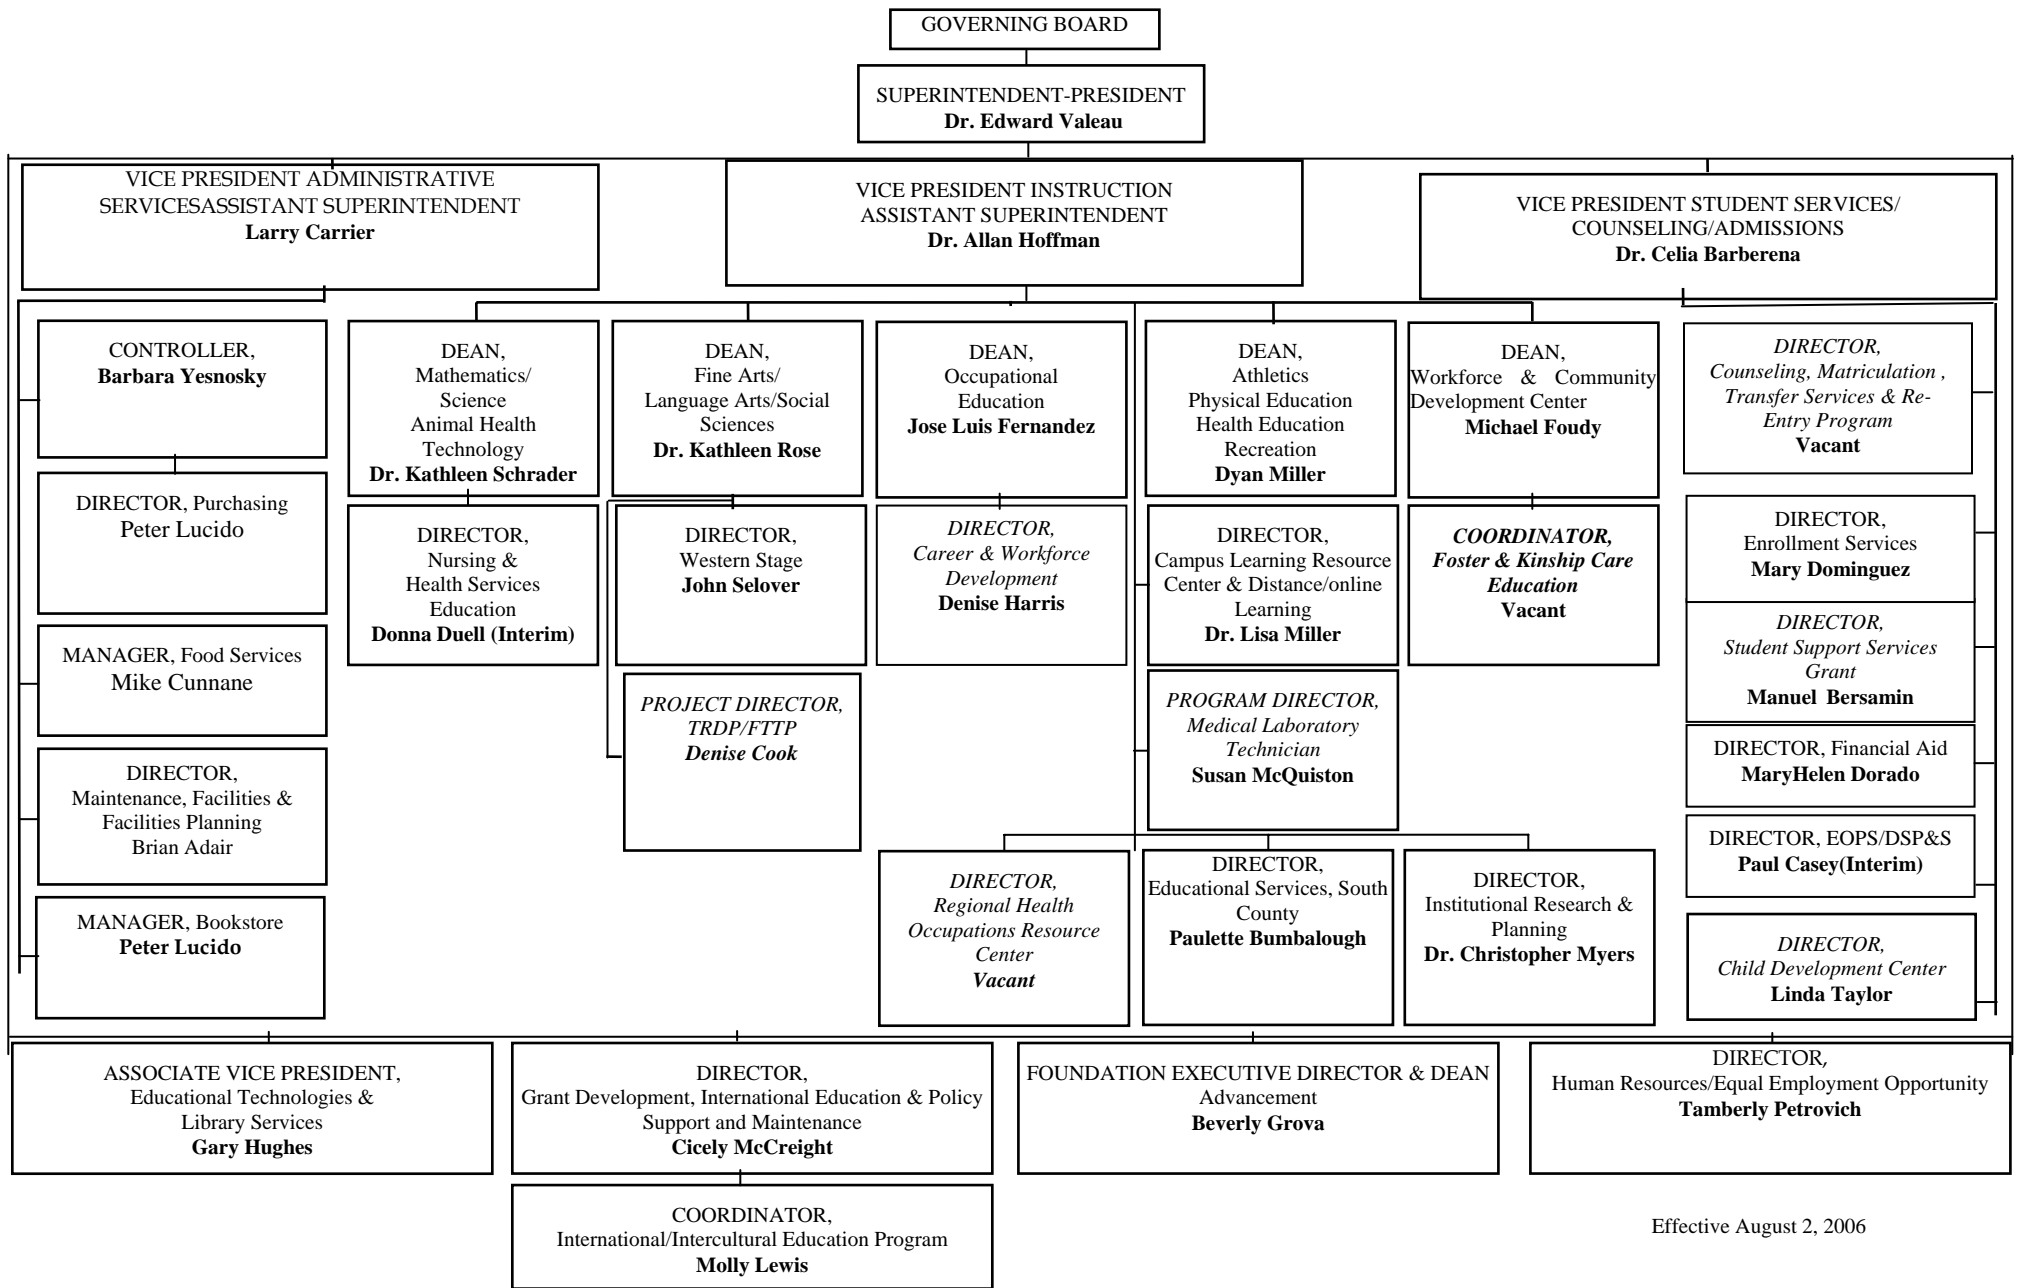 GOVERNING BOARD
SUPERINTENDENT-PRESIDENT
Dr. Edward Valeau
VICE PRESIDENT ADMINISTRATIVE
SERVICESASSISTANT SUPERINTENDENT
Larry Carrier
VICE PRESIDENT INSTRUCTION
ASSISTANT SUPERINTENDENT
Dr. Allan Hoffman
VICE PRESIDENT STUDENT SERVICES/
COUNSELING/ADMISSIONS
Dr. Celia Barberena
CONTROLLER,
Barbara Yesnosky
DEAN,
Mathematics/
Science
Animal Health
Technology
Dr. Kathleen Schrader
DEAN,
Fine Arts/
Language Arts/Social
Sciences
Dr. Kathleen Rose
DEAN,
Occupational
Education
Jose Luis Fernandez
DEAN,
Athletics
Physical Education
Health Education
Recreation
Dyan Miller
DEAN,
Workforce & Community
Development Center
Michael Foudy
DIRECTOR,
Counseling, Matriculation ,
Transfer Services & Re-
Entry Program
Vacant
DIRECTOR, Purchasing
Peter Lucido
DIRECTOR,
Nursing &
Health Services
Education
Donna Duell (Interim)
DIRECTOR,
Western Stage
John Selover
DIRECTOR,
Career & Workforce
Development
Denise Harris
DIRECTOR,
Campus Learning Resource
Center & Distance/online
Learning
Dr. Lisa Miller
COORDINATOR,
Foster & Kinship Care
Education
Vacant
DIRECTOR,
Enrollment Services
Mary Dominguez
DIRECTOR,
Student Support Services
Grant
Manuel Bersamin
MANAGER, Food Services
Mike Cunnane
PROJECT DIRECTOR,
TRDP/FTTP
Denise Cook
PROGRAM DIRECTOR,
Medical Laboratory
Technician
Susan McQuiston
DIRECTOR, Financial Aid
MaryHelen Dorado
DIRECTOR,
Maintenance, Facilities &
Facilities Planning
Brian Adair
DIRECTOR, EOPS/DSP&S
Paul Casey(Interim)
MANAGER, Bookstore
Peter Lucido
DIRECTOR,
Regional Health
Occupations Resource
Center
Vacant
DIRECTOR,
Educational Services, South
County
Paulette Bumbalough
DIRECTOR,
Institutional Research &
Planning
Dr. Christopher Myers
DIRECTOR,
Child Development Center
Linda Taylor
ASSOCIATE VICE PRESIDENT,
Educational Technologies &
Library Services
Gary Hughes
DIRECTOR,
Grant Development, International Education & Policy
Support and Maintenance
Cicely McCreight
FOUNDATION EXECUTIVE DIRECTOR & DEAN
Advancement
Beverly Grova
DIRECTOR,
Human Resources/Equal Employment Opportunity
Tamberly Petrovich
COORDINATOR,
International/Intercultural Education Program
Molly Lewis
Effective August 2, 2006